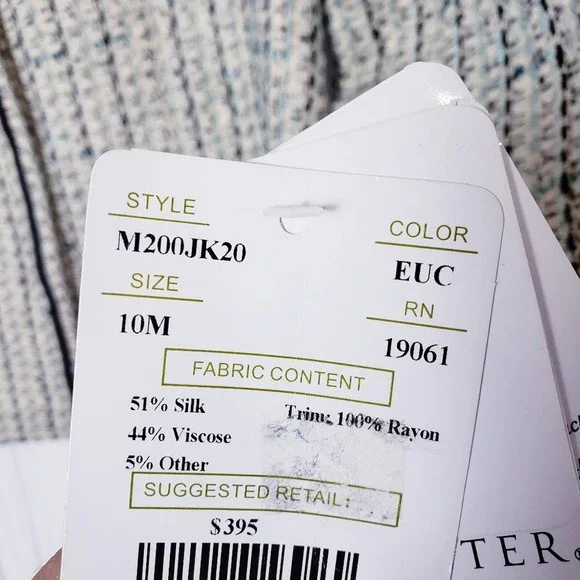 STYLE
M200JK20
SIZE
10M
COLOR
EUC
RN
19061
FABRIC CONTENT
51% Silk
44% Viscose
5% Other
Trim: 100% Rayon
SUGGESTED RETAIL:
$395
TER